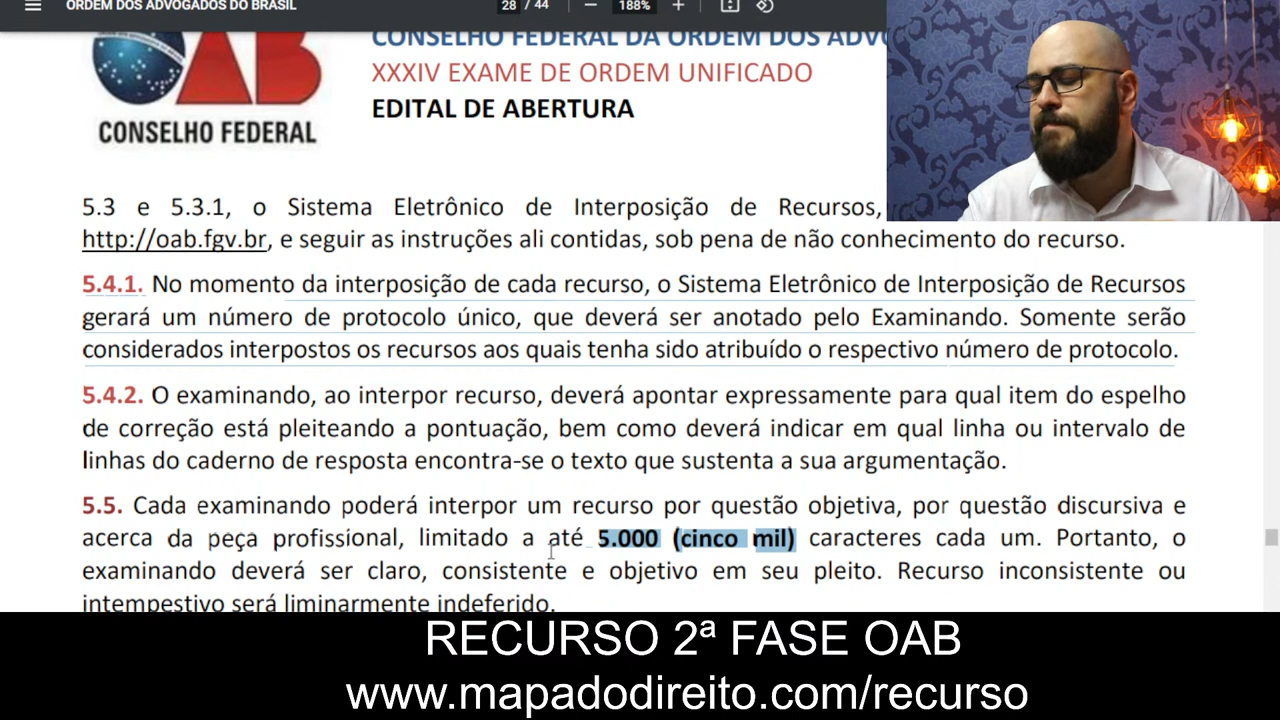 ORDEM DOS ADVOGADOS DO BRASIL
28 / 44
188%
OAB
CONSELHO FEDERAL
CONSELHO FEDERAL DA ORDEM DOS ADVO
XXXIV EXAME DE ORDEM UNIFICADO
EDITAL DE ABERTURA
5.3 e 5.3.1, o Sistema Eletrônico de Interposição de Recursos,
http://oab.fgv.br, e seguir as instruções ali contidas, sob pena de não conhecimento do recurso.
5.4.1. No momento da interposição de cada recurso, o Sistema Eletrônico de Interposição de Recursos
gerará um número de protocolo único, que deverá ser anotado pelo Examinando. Somente serão
considerados interpostos os recursos aos quais tenha sido atribuído o respectivo número de protocolo.
5.4.2. O examinando, ao interpor recurso, deverá apontar expressamente para qual item do espelho
de correção está pleiteando a pontuação, bem como deverá indicar em qual linha ou intervalo de
linhas do caderno de resposta encontra-se o texto que sustenta a sua argumentação.
5.5. Cada examinando poderá interpor um recurso por questão objetiva, por questão discursiva e
acerca da peça profissional, limitado a até 5.000 (cinco mil) caracteres cada um. Portanto, o
examinando deverá ser claro, consistente e objetivo em seu pleito. Recurso inconsistente ou
intempestivo será liminarmente indeferido.
RECURSO 2ª FASE OAB
www.mapadodireito.com/recurso